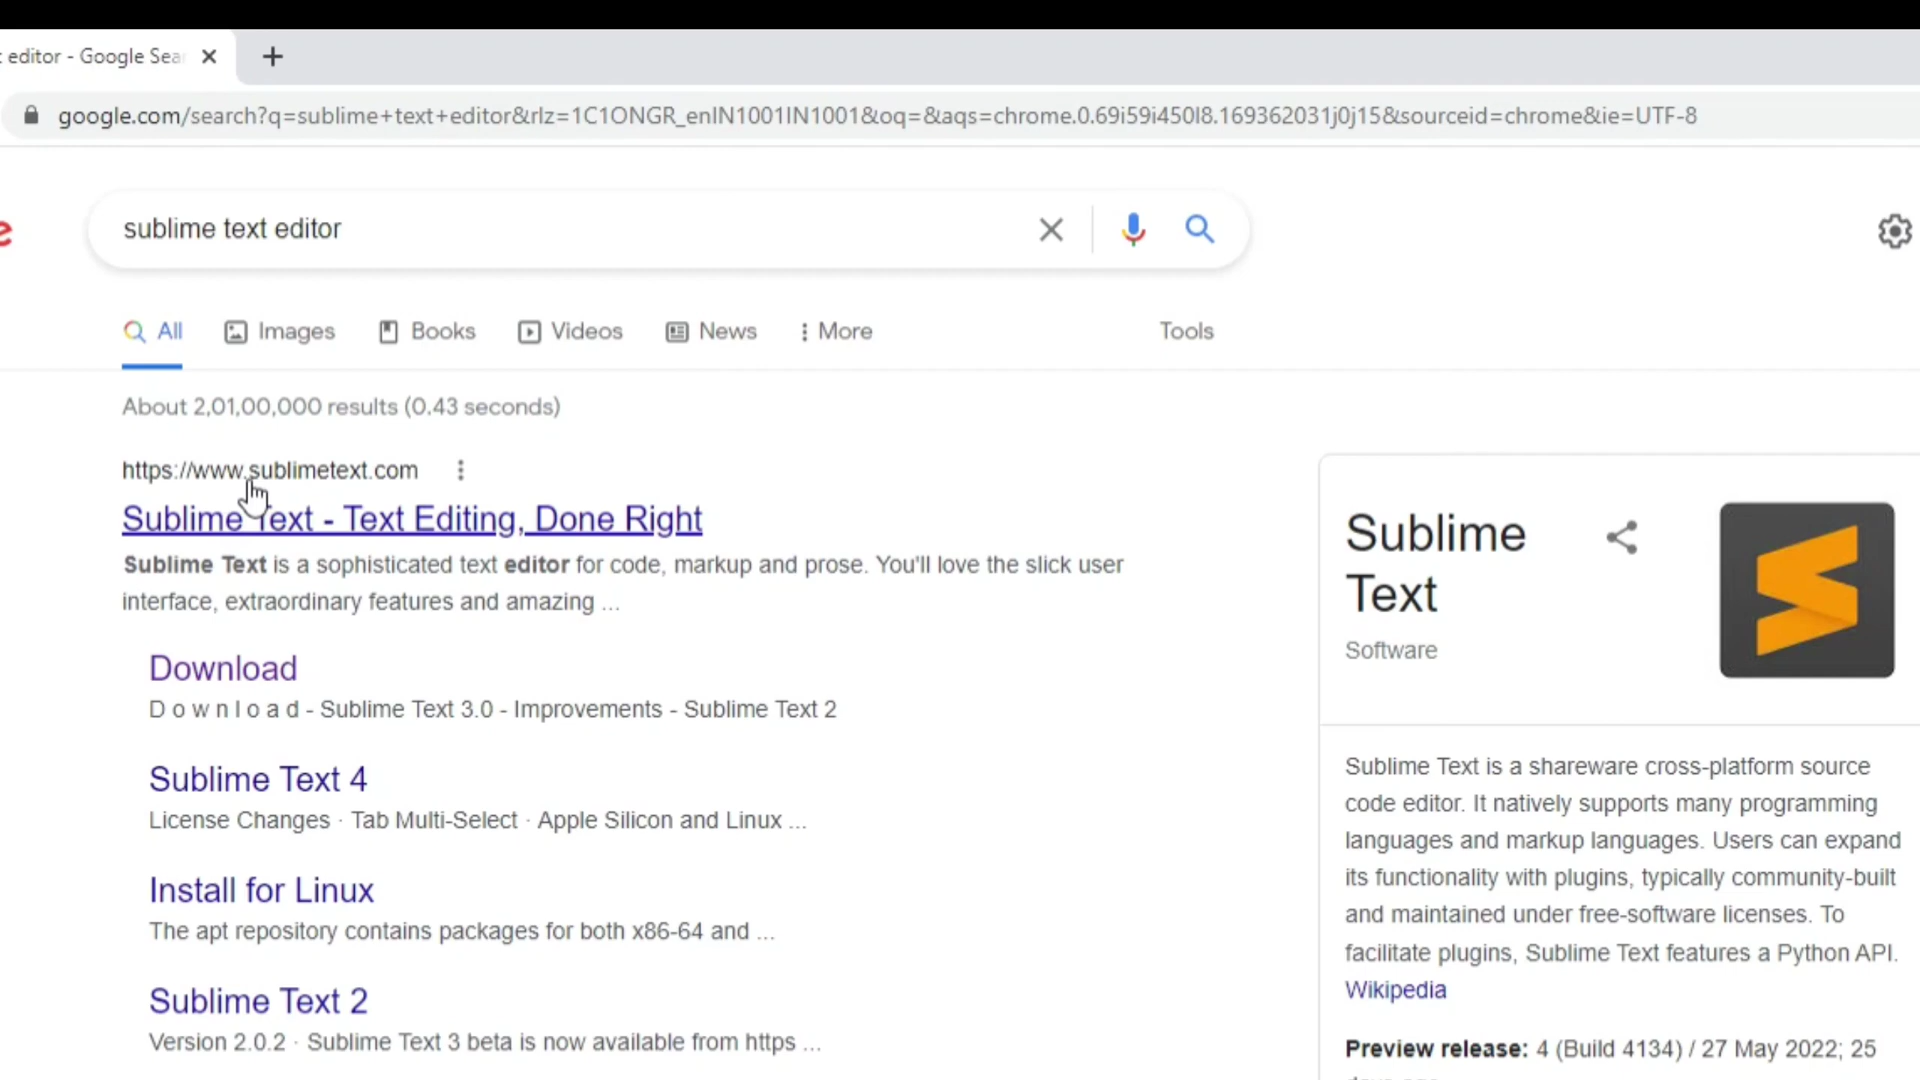 editor - Google Sea
google.com/search?q=sublime+text+editor&rlz=1C1ONGR_enIN1001IN1001&oq=&aqs=chrome.0.69i59i450l8.169362031j0j15&sourceid=chrome&ie=UTF-8
e
sublime text editor
All Images Books Videos News More Tools
About 2,01,00,000 results (0.43 seconds)
https://www.sublimetext.com
Sublime Text - Text Editing, Done Right
Sublime Text is a sophisticated text editor for code, markup and prose. You'll love the slick user
interface, extraordinary features and amazing ...
Download
D o w n l o a d - Sublime Text 3.0 - Improvements - Sublime Text 2
Sublime Text 4
License Changes · Tab Multi-Select · Apple Silicon and Linux ...
Install for Linux
The apt repository contains packages for both x86-64 and ...
Sublime Text 2
Version 2.0.2 · Sublime Text 3 beta is now available from https ...
Sublime
Text
Software
Sublime Text is a shareware cross-platform source
code editor. It natively supports many programming
languages and markup languages. Users can expand
its functionality with plugins, typically community-built
and maintained under free-software licenses. To
facilitate plugins, Sublime Text features a Python API.
Wikipedia
Preview release: 4 (Build 4134) / 27 May 2022; 25